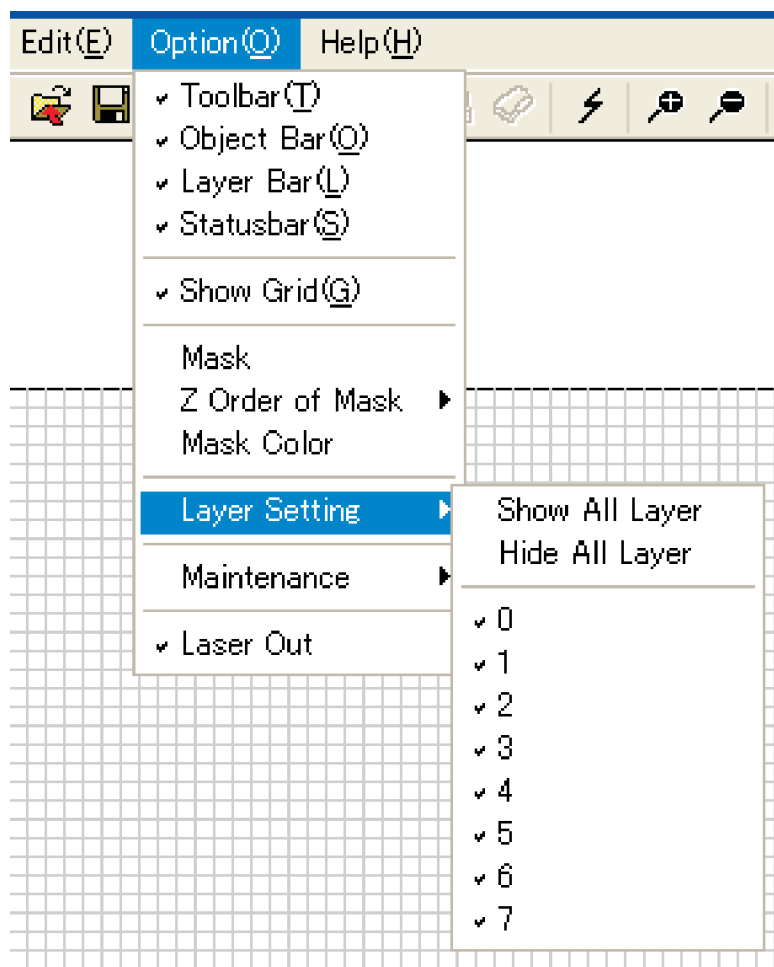 Edit(E) Option(O) Help(H)
✓ Toolbar(T)
✓ Object Bar(O)
✓ Layer Bar(L)
✓ Statusbar(S)
✓ Show Grid(G)
Mask
Z Order of Mask
Mask Color
Layer Setting
Maintenance
✓ Laser Out
Show All Layer
Hide All Layer
✓ 0
✓ 1
✓ 2
✓ 3
✓ 4
✓ 5
✓ 6
✓ 7